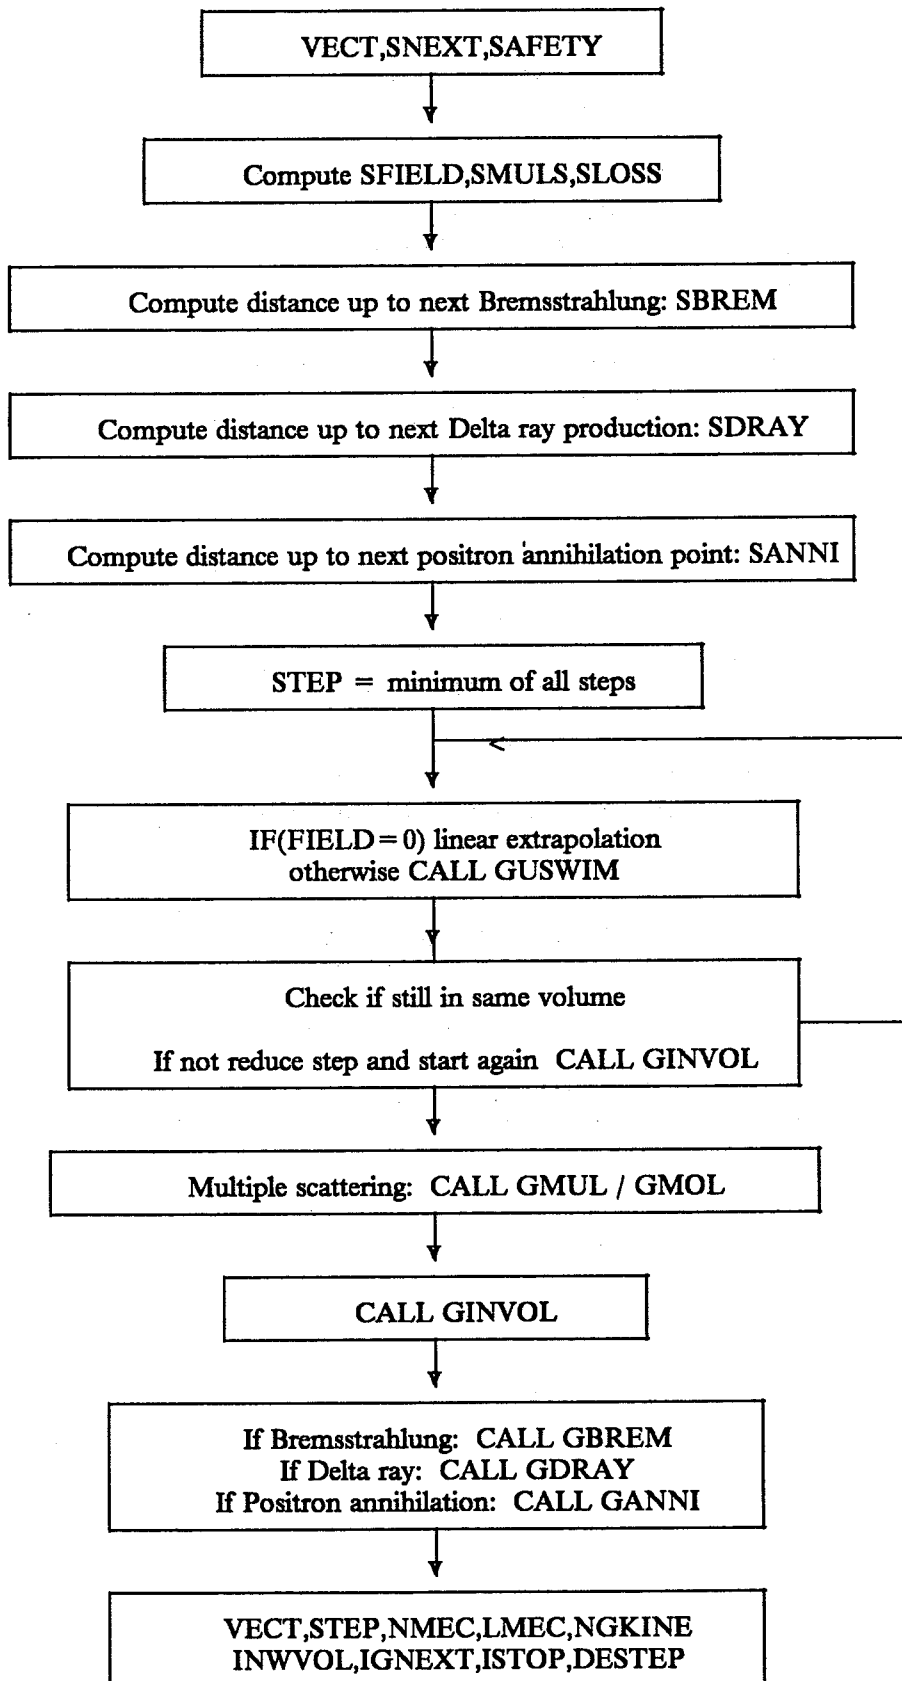 VECT,SNEXT,SAFETY
Compute SFIELD,SMULS,SLOSS
Compute distance up to next Bremsstrahlung: SBREM
Compute distance up to next Delta ray production: SDRAY
Compute distance up to next positron annihilation point: SANNI
STEP = minimum of all steps
IF(FIELD=0) linear extrapolation
otherwise CALL GUSWIM
Check if still in same volume
If not reduce step and start again CALL GINVOL
Multiple scattering: CALL GMUL / GMOL
CALL GINVOL
If Bremsstrahlung: CALL GBREM
If Delta ray: CALL GDRAY
If Positron annihilation: CALL GANNI
VECT,STEP,NMEC,LMEC,NGKINE
INWVOL,IGNEXT,ISTOP,DESTEP